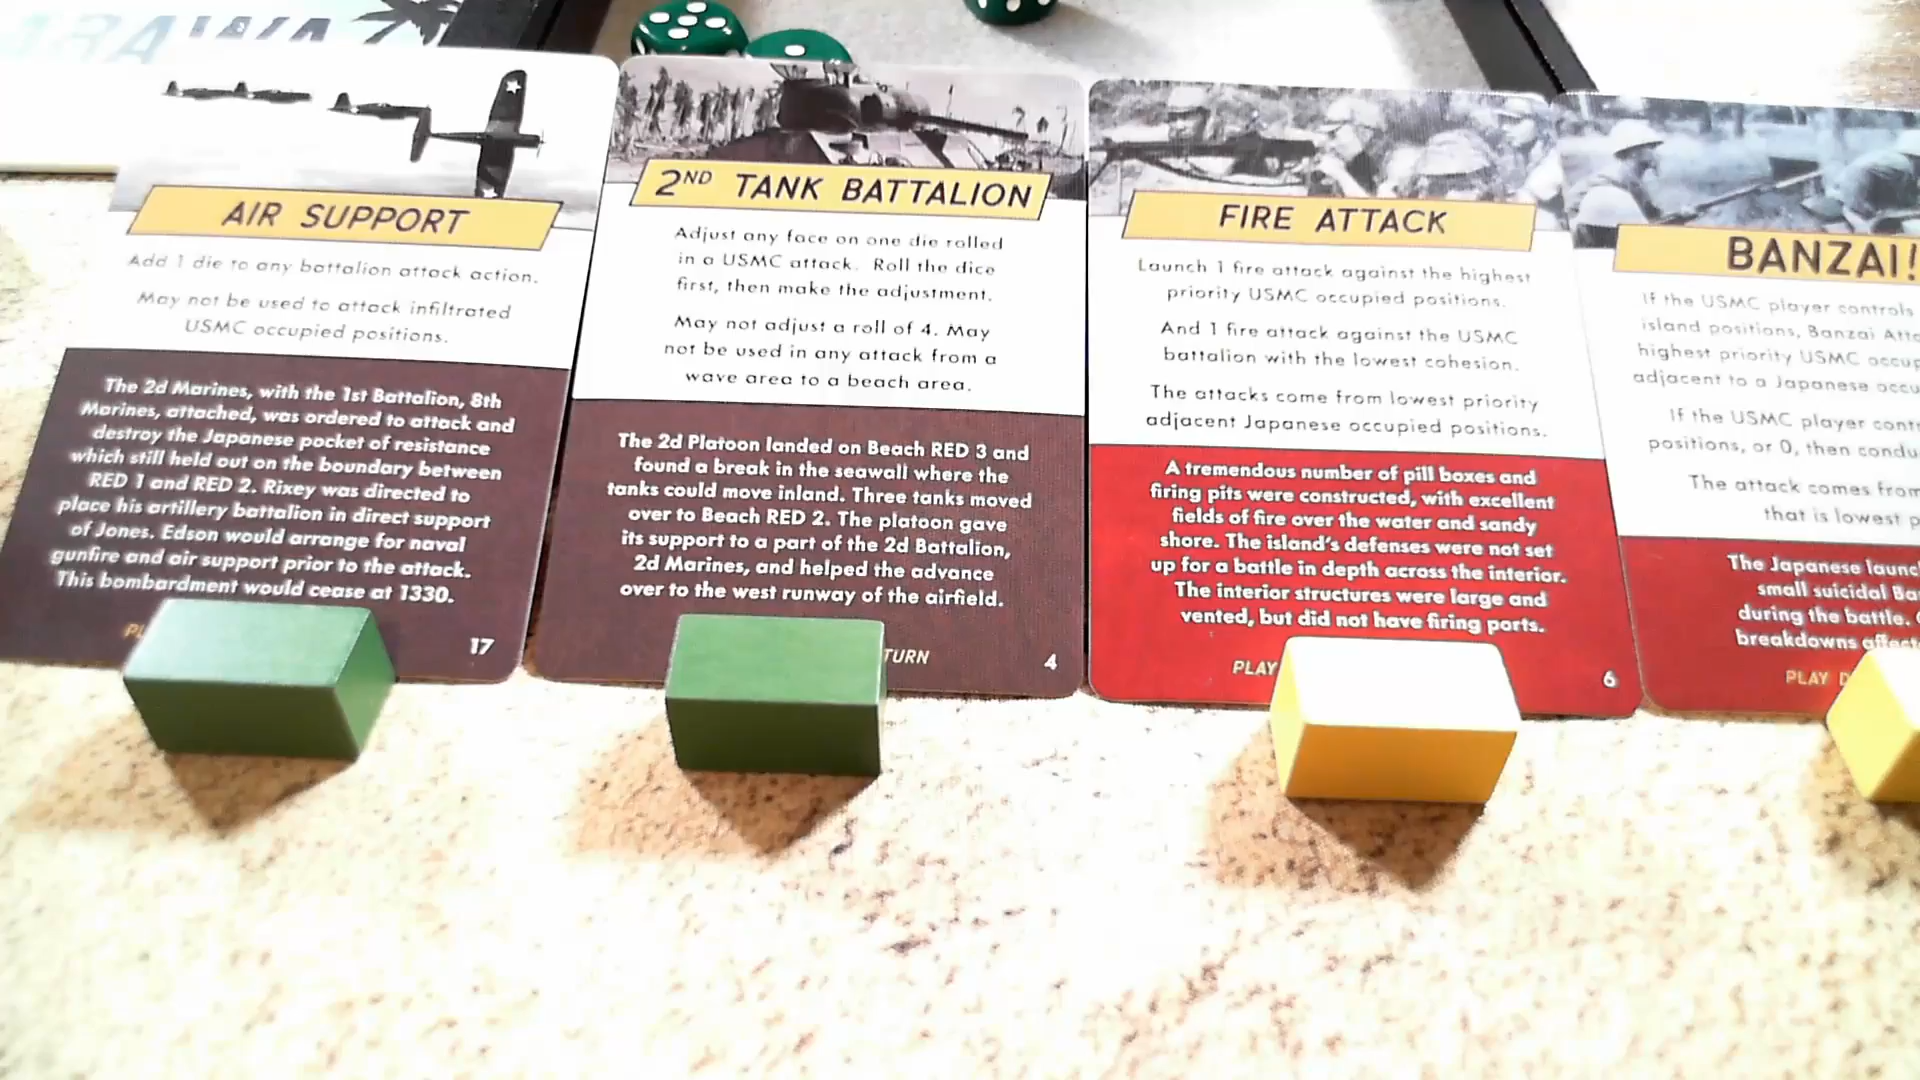 TARAWA
AIR SUPPORT
Add 1 die to any battalion attack action.
May not be used to attack infiltrated
USMC occupied positions.
The 2d Marines, with the 1st Battalion, 8th
Marines, attached, was ordered to attack and
destroy the Japanese pocket of resistance
which still held out on the boundary between
RED 1 and RED 2. Rixey was directed to
place his artillery battalion in direct support
of Jones. Edson would arrange for naval
gunfire and air support prior to the attack.
This bombardment would cease at 1330.
17
2ND TANK BATTALION
Adjust any face on one die rolled
in a USMC attack. Roll the dice
first, then make the adjustment.
May not adjust a roll of 4. May
not be used in any attack from a
wave area to a beach area.
The 2d Platoon landed on Beach RED 3 and
found a break in the seawall where the
tanks could move inland. Three tanks moved
over to Beach RED 2. The platoon gave
its support to a part of the 2d Battalion,
2d Marines, and helped the advance
over to the west runway of the airfield.
TURN
4
FIRE ATTACK
Launch 1 fire attack against the highest
priority USMC occupied positions.
And 1 fire attack against the USMC
battalion with the lowest cohesion.
The attacks come from lowest priority
adjacent Japanese occupied positions.
A tremendous number of pill boxes and
firing pits were constructed, with excellent
fields of fire over the water and sandy
shore. The island's defenses were not set
up for a battle in depth across the interior.
The interior structures were large and
vented, but did not have firing ports.
PLAY
6
BANZAI!
If the USMC player controls
island positions, Banzai
highest priority USMC
adjacent to a Japanese
If the USMC player
positions, or 0, then
The attack comes from
that is lowest
The Japanese
small suicidal
during the battle.
breakdowns
PLAY